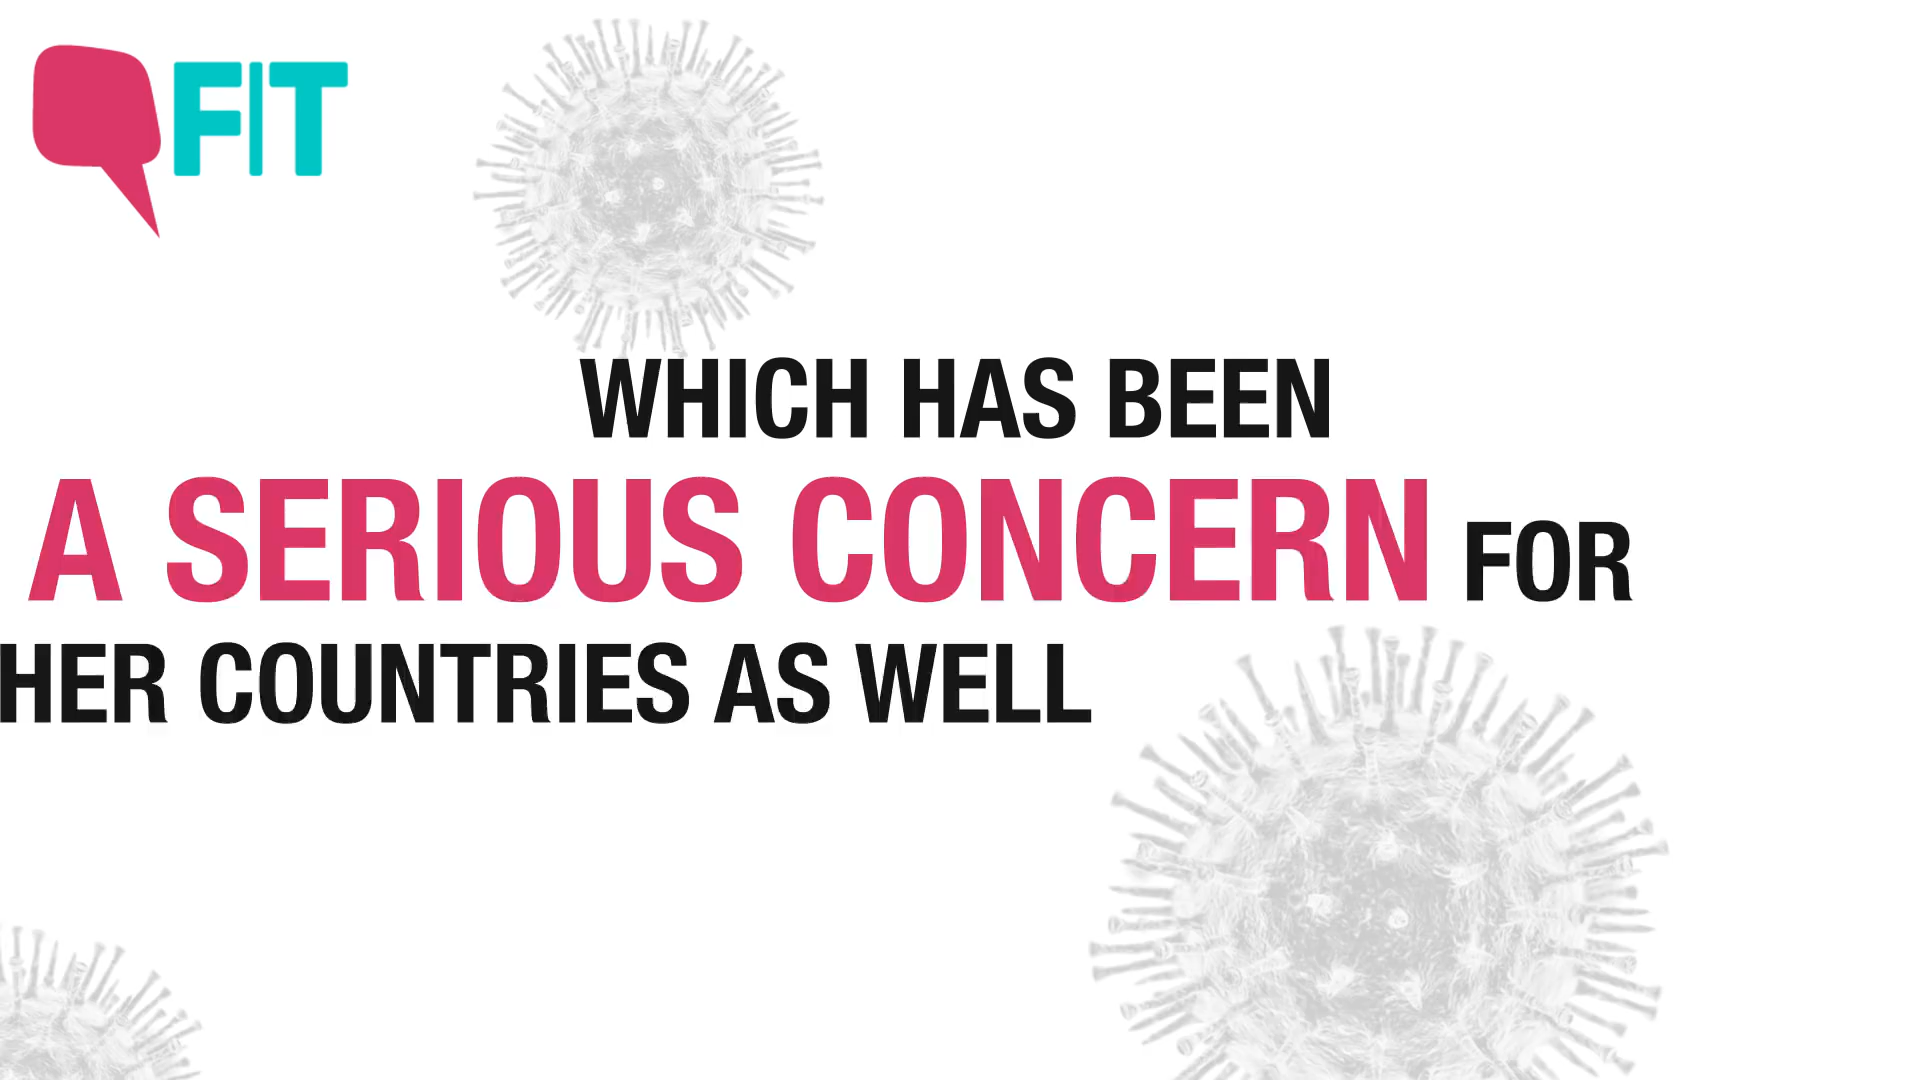 FIT
WHICH HAS BEEN
A SERIOUS CONCERN FOR
HER COUNTRIES AS WELL